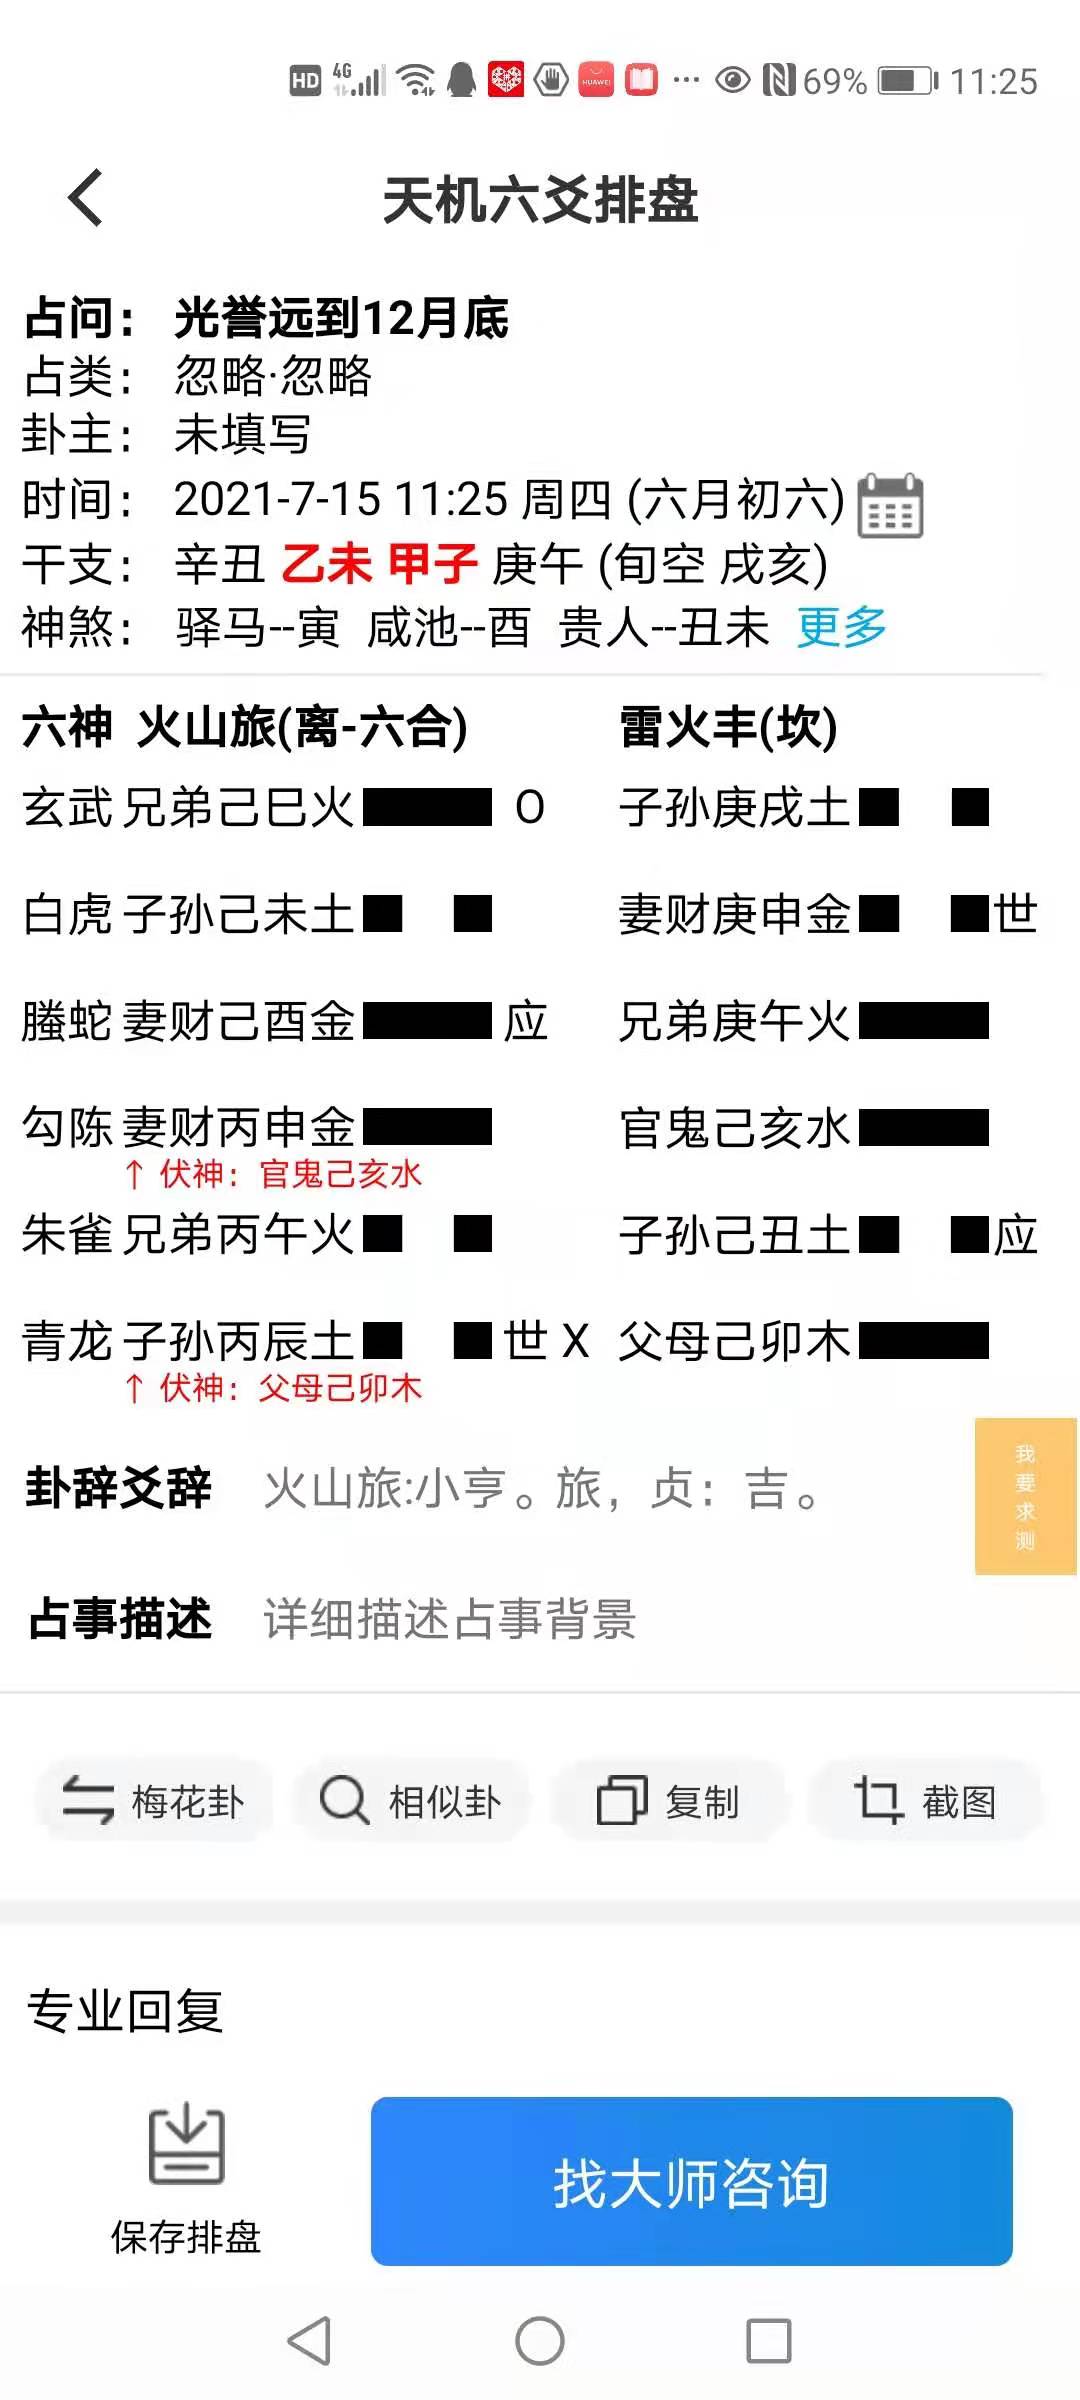 HD 4G HUAWEI ··· 69% 11:25
天机六爻排盘
占问： 光誉远到12月底
占类： 忽略·忽略
卦主： 未填写
时间： 2021-7-15 11:25 周四 (六月初六)
干支： 辛丑 乙未 甲子 庚午 (旬空 戌亥)
神煞： 驿马--寅 咸池--酉 贵人--丑未 更多
六神 火山旅(离-六合) 雷火丰(坎)
玄武 兄弟己巳火 O 子孙庚戌土
白虎 子孙己未土 妻财庚申金 世
螣蛇 妻财己酉金 应 兄弟庚午火
勾陈 妻财丙申金 官鬼己亥水
↑ 伏神：官鬼己亥水
朱雀 兄弟丙午火 子孙己丑土 应
青龙 子孙丙辰土 世 X 父母己卯木
↑ 伏神：父母己卯木
卦辞爻辞 火山旅:小亨。旅，贞：吉。
我要求测
占事描述 详细描述占事背景
梅花卦 相似卦 复制 截图
专业回复
保存排盘 找大师咨询